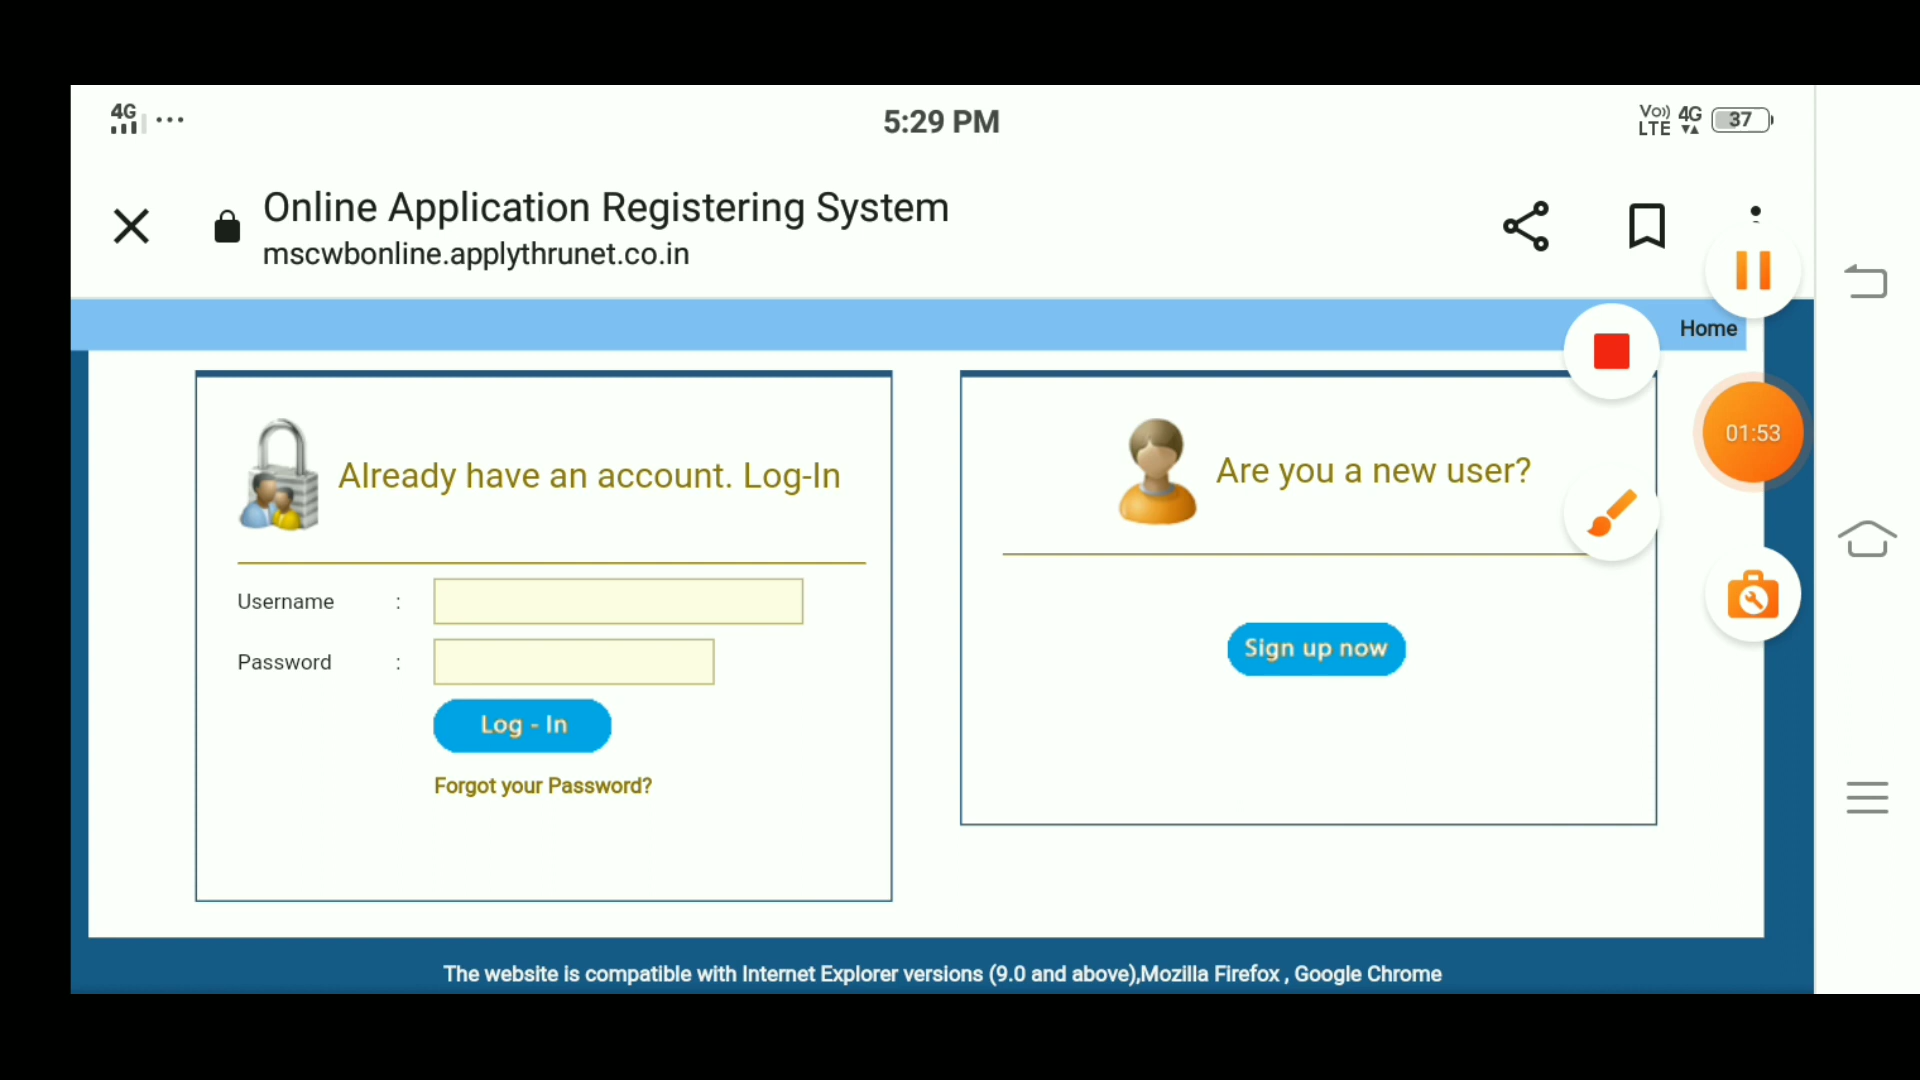 4G
5:29 PM
Vo)) LTE 4G 37
Online Application Registering System
mscwbonline.applythrunet.co.in
Home
Already have an account. Log-In
Username :
Password :
Log - In
Forgot your Password?
Are you a new user?
Sign up now
01:53
The website is compatible with Internet Explorer versions (9.0 and above),Mozilla Firefox , Google Chrome